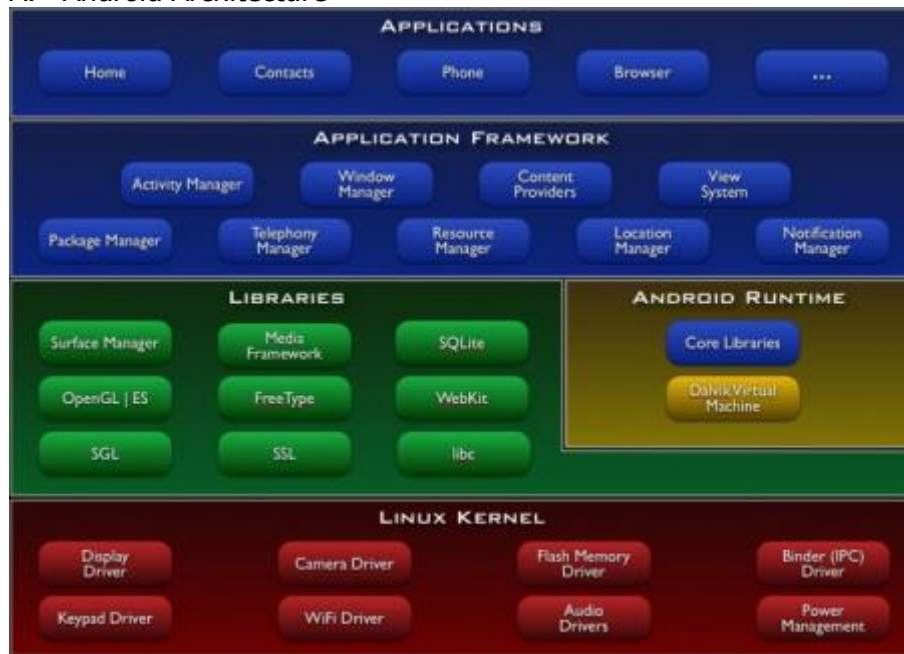 APPLICATIONS
Home Contacts Phone Browser ...
APPLICATION FRAMEWORK
Activity Manager Window Manager Content Providers View System
Package Manager Telephony Manager Resource Manager Location Manager Notification Manager
LIBRARIES
Surface Manager Media Framework SQLite
OpenGL | ES FreeType WebKit
SGL SSL libc
ANDROID RUNTIME
Core Libraries
Dalvik Virtual Machine
LINUX KERNEL
Display Driver Camera Driver Flash Memory Driver Binder (IPC) Driver
Keypad Driver WiFi Driver Audio Drivers Power Management